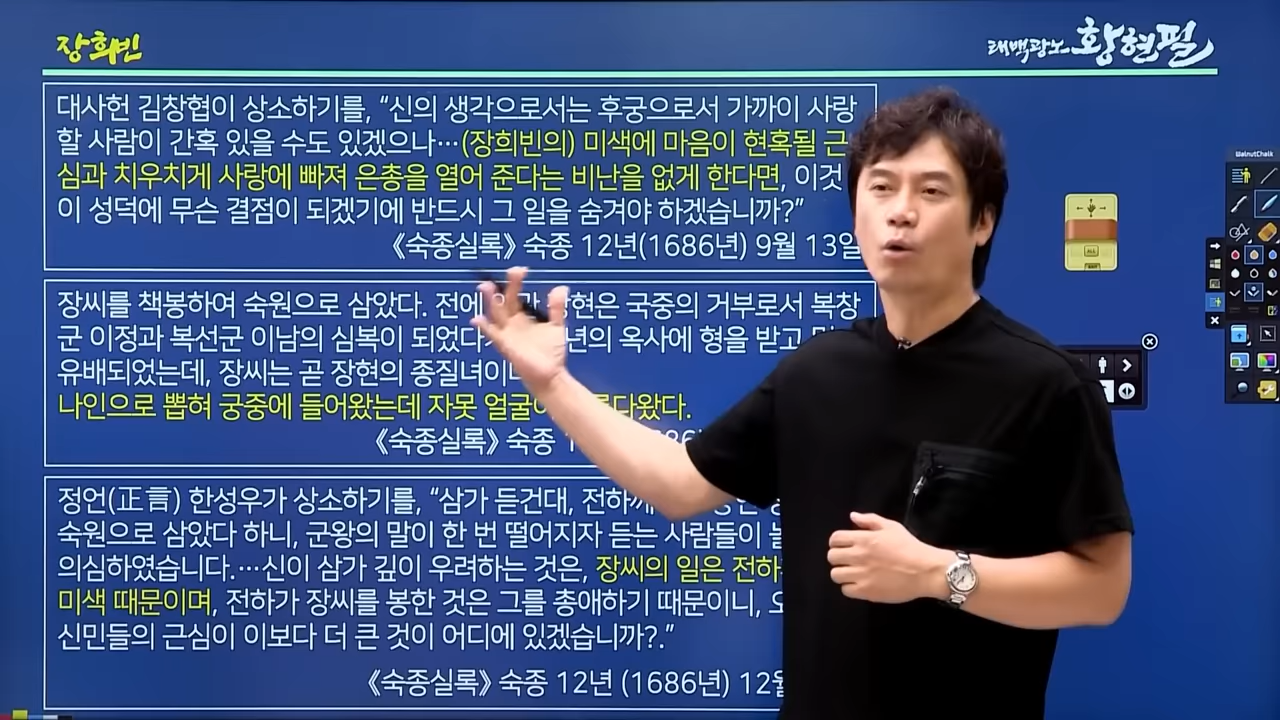 장희빈
태백광노 황현필
대사헌 김창협이 상소하기를, “신의 생각으로서는 후궁으로서 가까이 사랑
할 사람이 간혹 있을 수도 있겠으나…(장희빈의) 미색에 마음이 현혹될 근
심과 치우치게 사랑에 빠져 은총을 열어 준다는 비난을 없게 한다면, 이것
이 성덕에 무슨 결점이 되겠기에 반드시 그 일을 숨겨야 하겠습니까?”
《숙종실록》 숙종 12년(1686년) 9월 13일
장씨를 책봉하여 숙원으로 삼았다. 전에 장현은 국중의 거부로서 복창
군 이정과 복선군 이남의 심복이 되었다가 년의 옥사에 형을 받고
유배되었는데, 장씨는 곧 장현의 종질녀이
나인으로 뽑혀 궁중에 들어왔는데 자못 얼굴이 아름다왔다.
《숙종실록》 숙종
정언(正言) 한성우가 상소하기를, “삼가 듣건대, 전하께
숙원으로 삼았다 하니, 군왕의 말이 한 번 떨어지자 듣는 사람들이
의심하였습니다.…신이 삼가 깊이 우려하는 것은, 장씨의 일은 전하
미색 때문이며, 전하가 장씨를 봉한 것은 그를 총애하기 때문이니,
신민들의 근심이 이보다 더 큰 것이 어디에 있겠습니까?.”
《숙종실록》 숙종 12년 (1686년) 12월
WalnutChalk
ALL